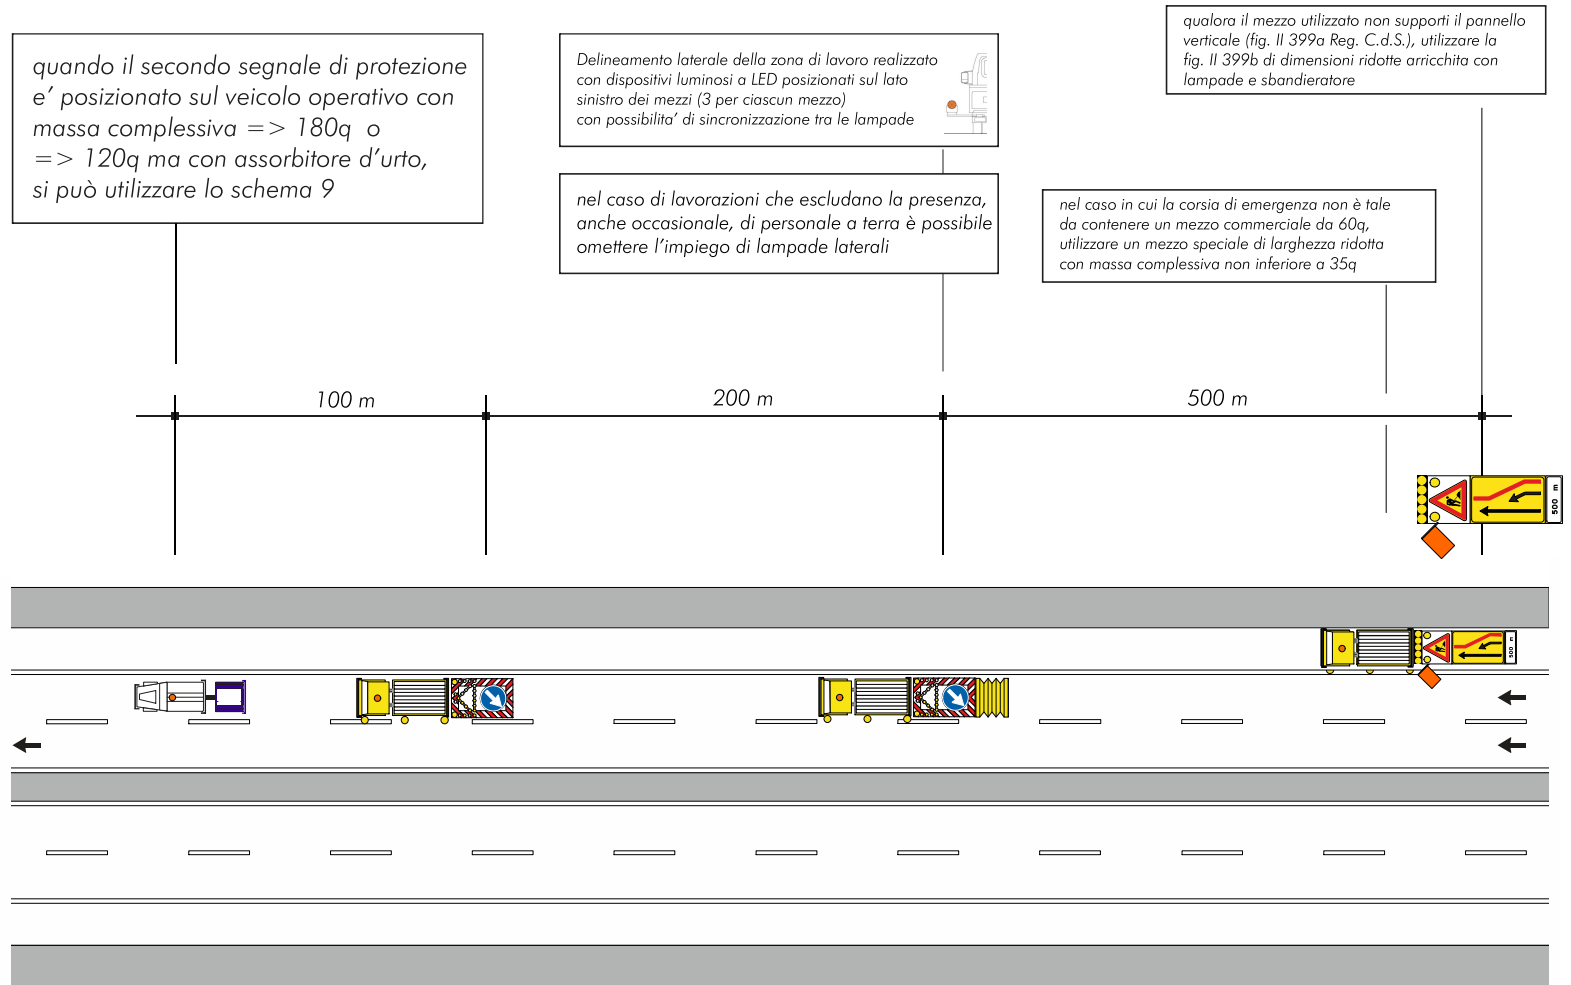 quando il secondo segnale di protezione
e' posizionato sul veicolo operativo con
massa complessiva => 180q o
=> 120q ma con assorbitore d'urto,
si può utilizzare lo schema 9
Delineamento laterale della zona di lavoro realizzato
con dispositivi luminosi a LED posizionati sul lato
sinistro dei mezzi (3 per ciascun mezzo)
con possibilita' di sincronizzazione tra le lampade
nel caso di lavorazioni che escludano la presenza,
anche occasionale, di personale a terra è possibile
omettere l'impiego di lampade laterali
qualora il mezzo utilizzato non supporti il pannello
verticale (fig. II 399a Reg. C.d.S.), utilizzare la
fig. II 399b di dimensioni ridotte arricchita con
lampade e sbandieratore
nel caso in cui la corsia di emergenza non è tale
da contenere un mezzo commerciale da 60q,
utilizzare un mezzo speciale di larghezza ridotta
con massa complessiva non inferiore a 35q
100 m
200 m
500 m
500 m
500 m